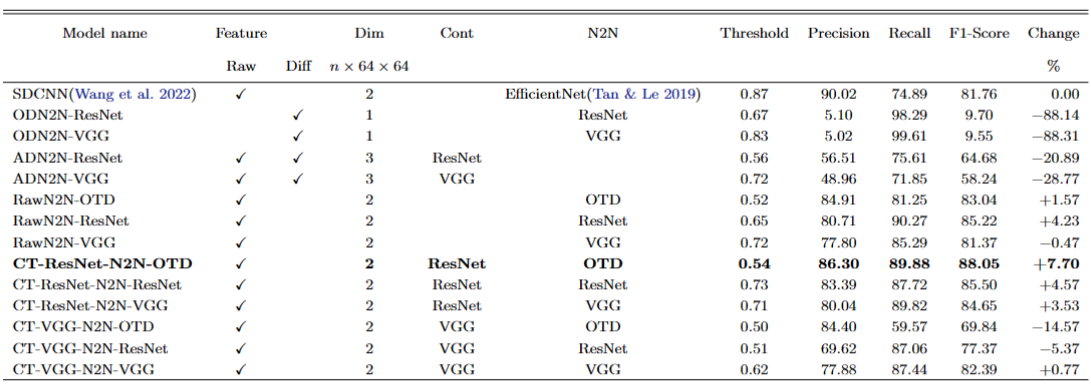 Model name Feature Dim Cont N2N Threshold Precision Recall F1-Score Change
Raw Diff n × 64 × 64 %
SDCNN(Wang et al. 2022) ✓ 2 EfficientNet(Tan & Le 2019) 0.87 90.02 74.89 81.76 0.00
ODN2N-ResNet ✓ 1 ResNet 0.67 5.10 98.29 9.70 −88.14
ODN2N-VGG ✓ 1 VGG 0.83 5.02 99.61 9.55 −88.31
ADN2N-ResNet ✓ ✓ 3 ResNet 0.56 56.51 75.61 64.68 −20.89
ADN2N-VGG ✓ ✓ 3 VGG 0.72 48.96 71.85 58.24 −28.77
RawN2N-OTD ✓ 2 OTD 0.52 84.91 81.25 83.04 +1.57
RawN2N-ResNet ✓ 2 ResNet 0.65 80.71 90.27 85.22 +4.23
RawN2N-VGG ✓ 2 VGG 0.72 77.80 85.29 81.37 −0.47
CT-ResNet-N2N-OTD ✓ 2 ResNet OTD 0.54 86.30 89.88 88.05 +7.70
CT-ResNet-N2N-ResNet ✓ 2 ResNet ResNet 0.73 83.39 87.72 85.50 +4.57
CT-ResNet-N2N-VGG ✓ 2 ResNet VGG 0.71 80.04 89.82 84.65 +3.53
CT-VGG-N2N-OTD ✓ 2 VGG OTD 0.50 84.40 59.57 69.84 −14.57
CT-VGG-N2N-ResNet ✓ 2 VGG ResNet 0.51 69.62 87.06 77.37 −5.37
CT-VGG-N2N-VGG ✓ 2 VGG VGG 0.62 77.88 87.44 82.39 +0.77